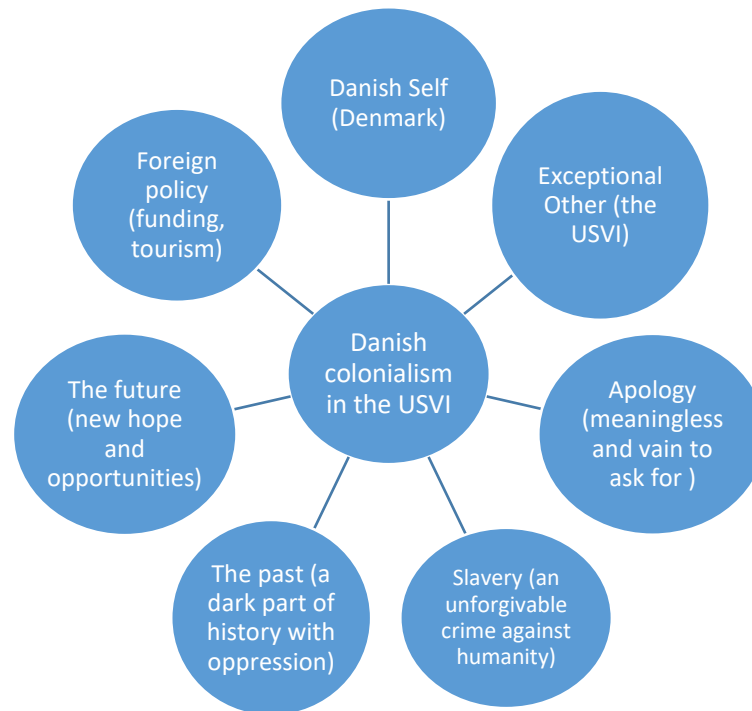 Danish Self
(Denmark)
Exceptional
Other (the
USVI)
Apology
(meaningless
and vain to
ask for )
Slavery (an
unforgivable
crime against
humanity)
The past (a
dark part of
history with
oppression)
The future
(new hope
and
opportunities)
Foreign
policy
(funding,
tourism)
Danish
colonialism
in the USVI